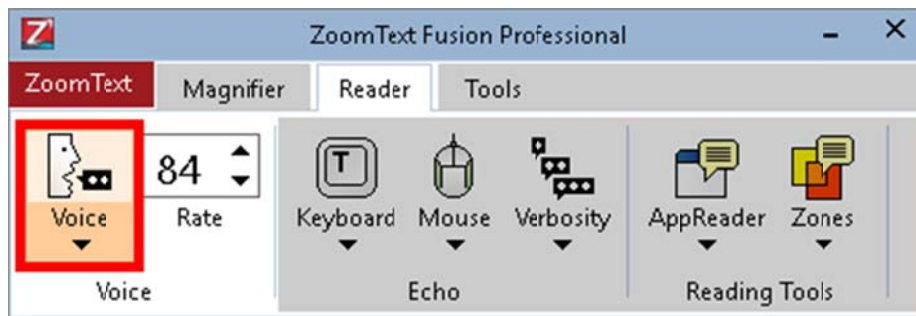 ZoomText Fusion Professional
ZoomText Magnifier Reader Tools
84
Voice Rate Keyboard Mouse Verbosity AppReader Zones
Voice Echo Reading Tools